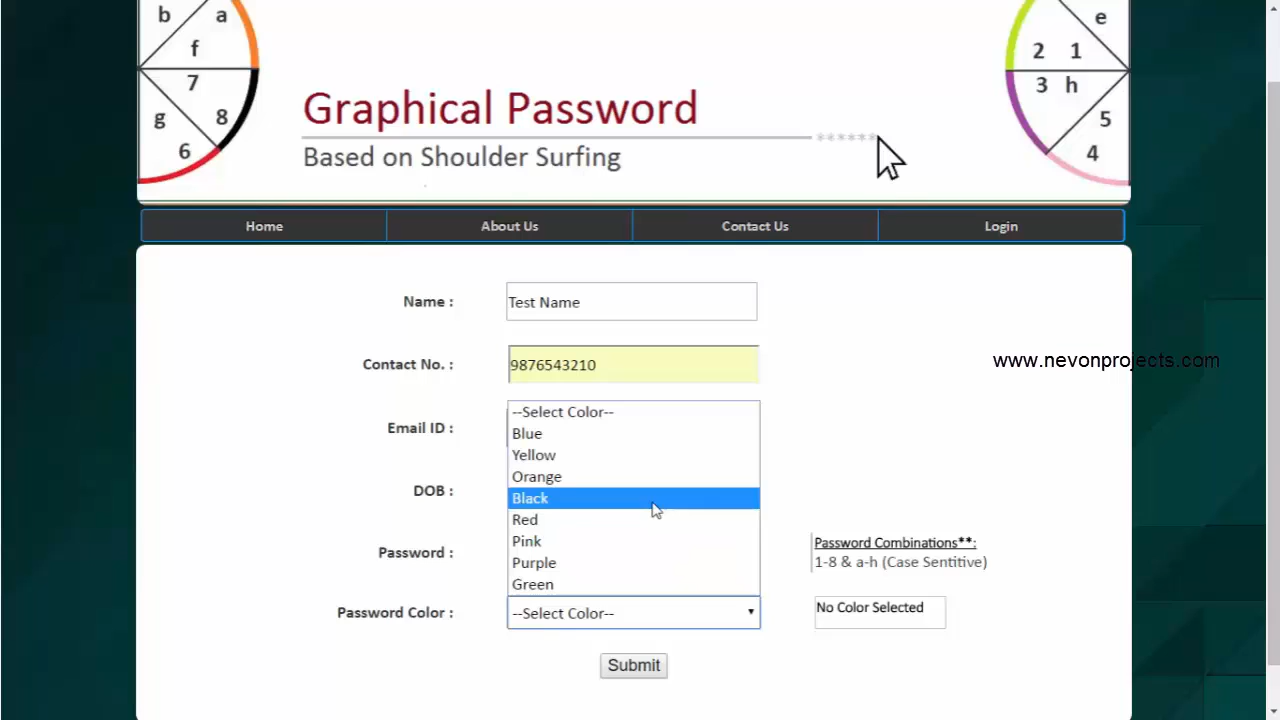 b a
f
7
g 8
6
e
2 1
3 h
5
4
Graphical Password
******
Based on Shoulder Surfing
Home About Us Contact Us Login
Name : Test Name
Contact No. : 9876543210
www.nevonprojects.com
Email ID :
DOB :
Password :
--Select Color--
Blue
Yellow
Orange
Black
Red
Pink
Purple
Green
Password Combinations**:
1-8 & a-h (Case Sentitive)
Password Color : --Select Color--
No Color Selected
Submit